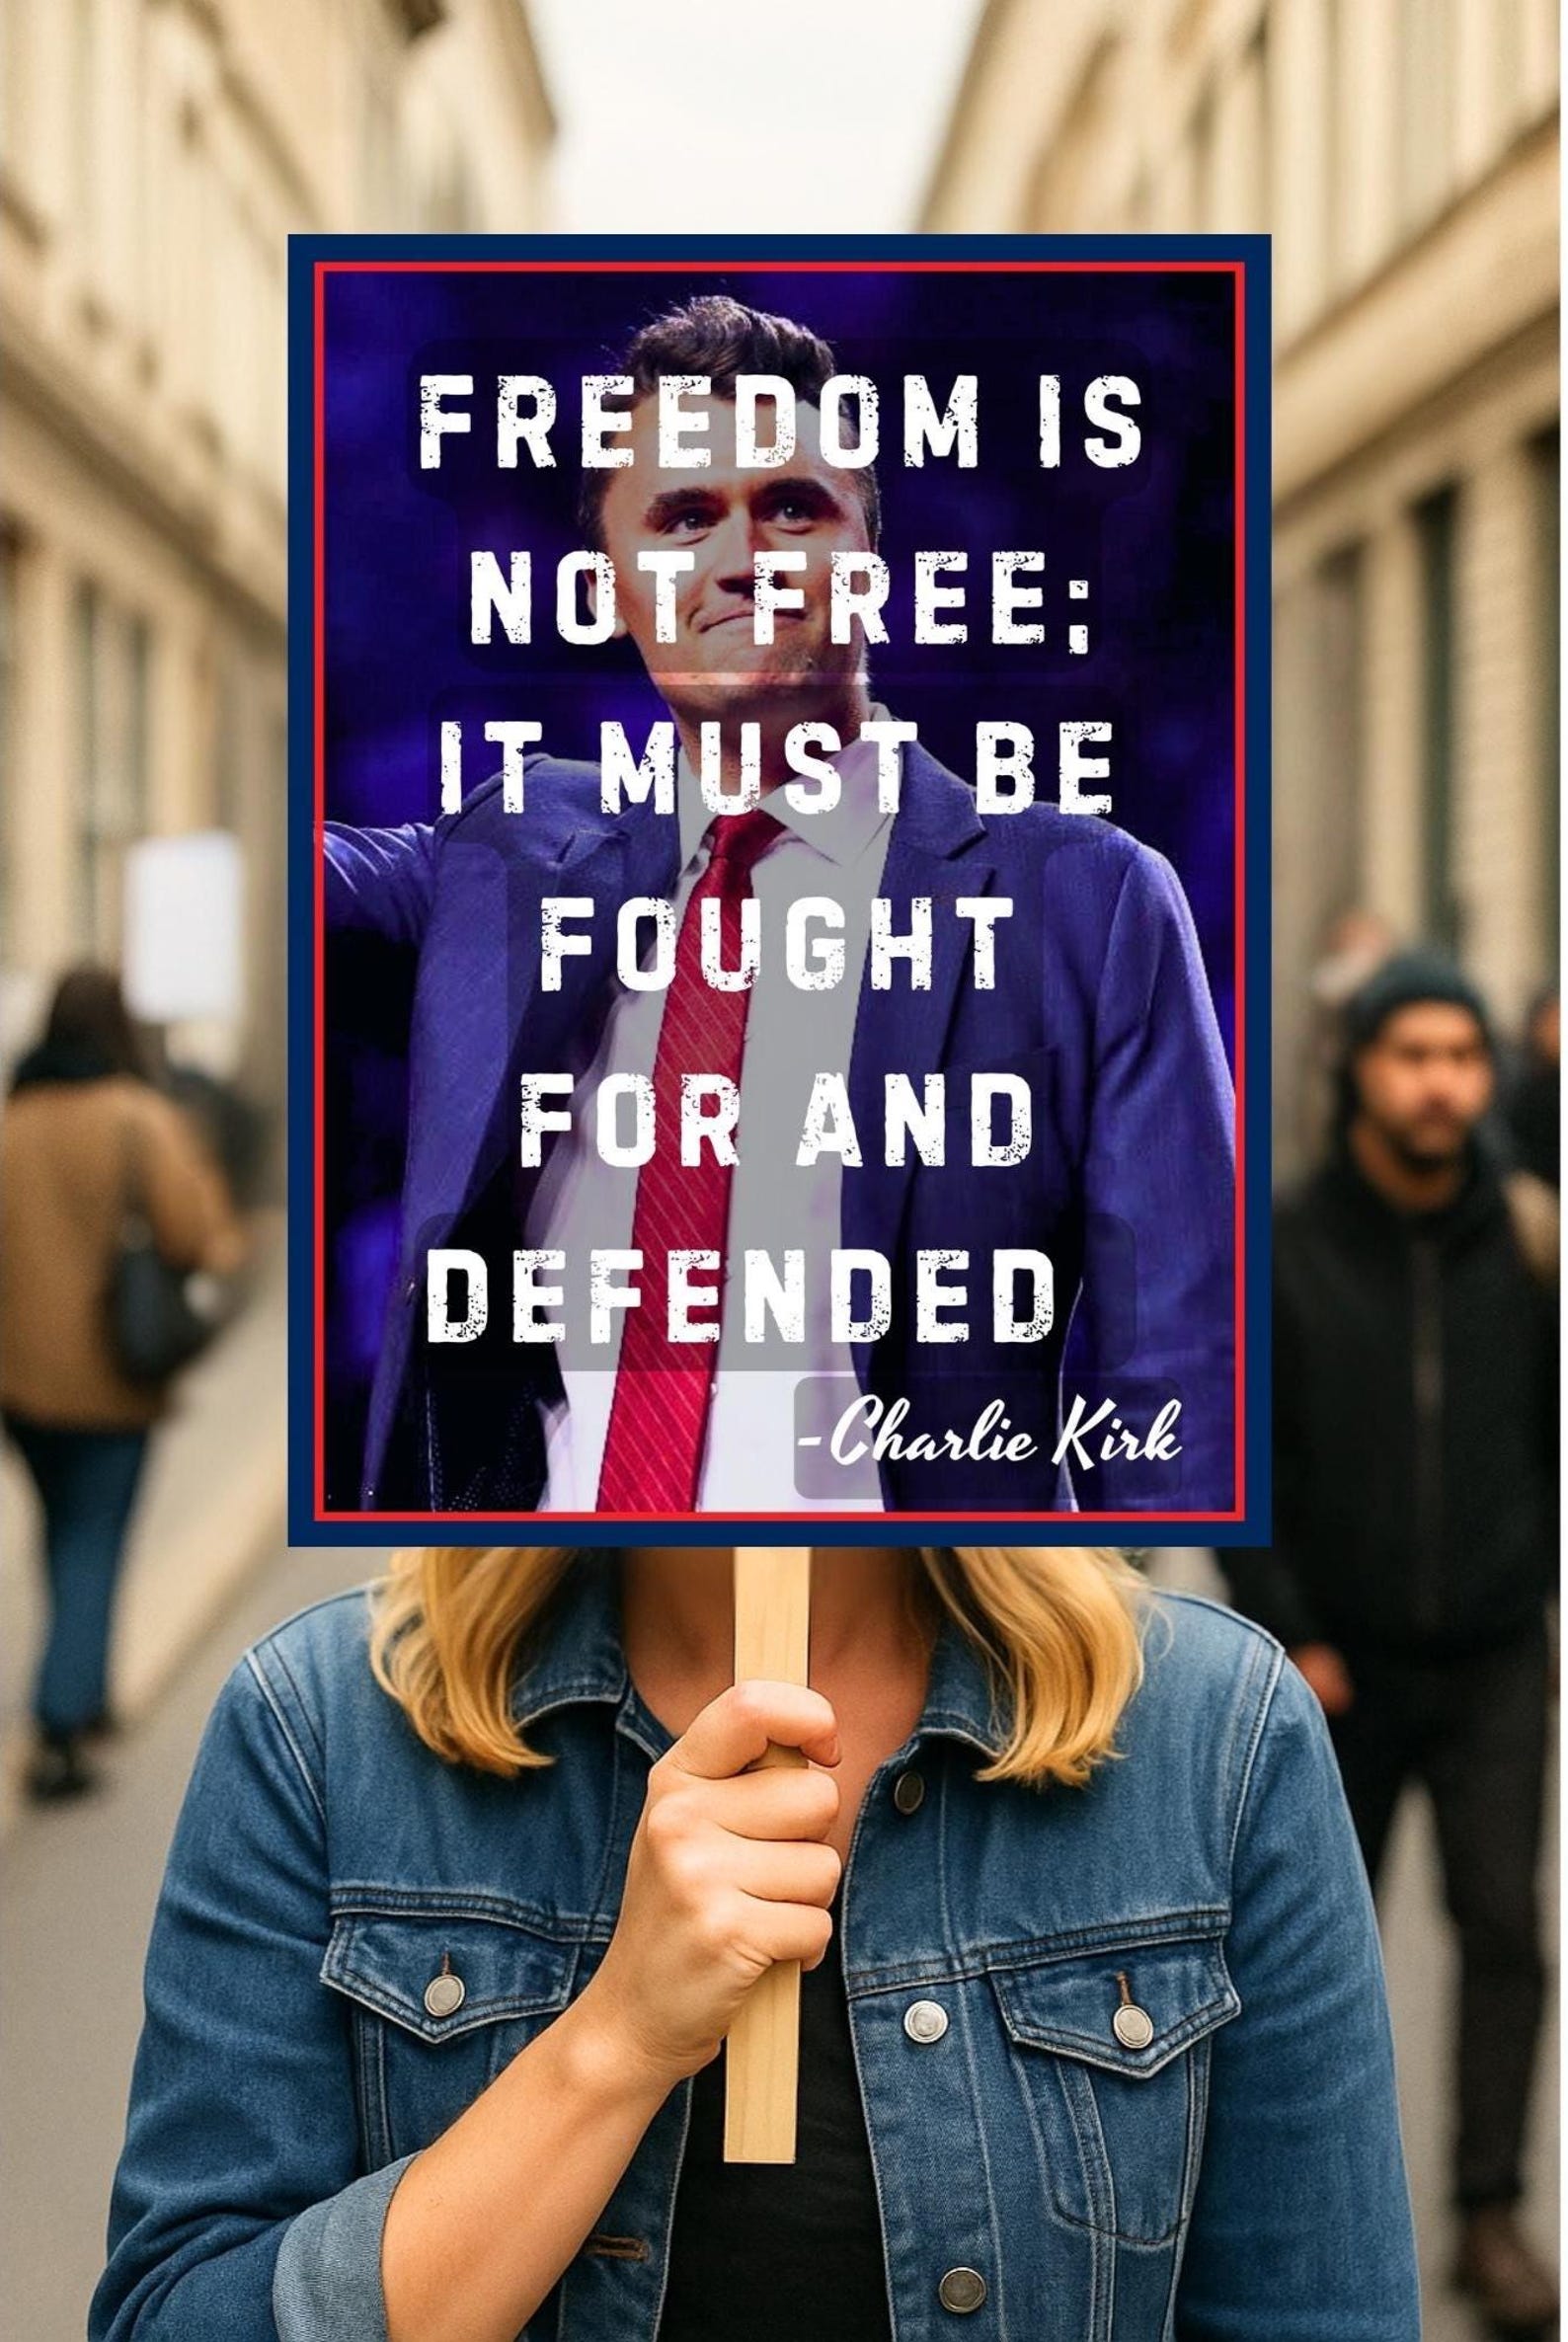 FREEDOM IS
NOT FREE;
IT MUST BE
FOUGHT
FOR AND
DEFENDED
-Charlie Kirk